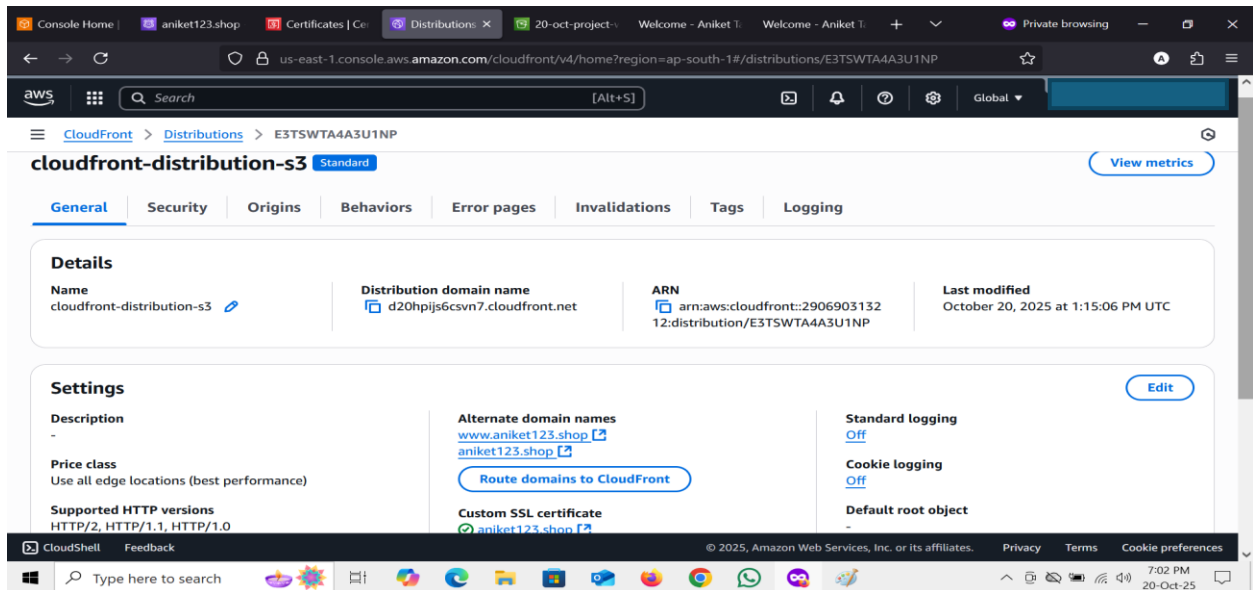 Console Home
aniket123.shop
Certificates | Cer
Distributions
20-oct-project-
Welcome - Aniket
Welcome - Aniket
Private browsing
us-east-1.console.aws.amazon.com/cloudfront/v4/home?region=ap-south-1#/distributions/E3TSWTA4A3U1NP
A
aws
Search
[Alt+S]
Global
CloudFront > Distributions > E3TSWTA4A3U1NP
cloudfront-distribution-s3 Standard
View metrics
General Security Origins Behaviors Error pages Invalidations Tags Logging
Details
Name
cloudfront-distribution-s3
Distribution domain name
d20hpijs6csvn7.cloudfront.net
ARN
arn:aws:cloudfront::2906903132
12:distribution/E3TSWTA4A3U1NP
Last modified
October 20, 2025 at 1:15:06 PM UTC
Settings
Edit
Description
-
Price class
Use all edge locations (best performance)
Supported HTTP versions
HTTP/2, HTTP/1.1, HTTP/1.0
Alternate domain names
www.aniket123.shop
aniket123.shop
Route domains to CloudFront
Custom SSL certificate
aniket123.shop
Standard logging
Off
Cookie logging
Off
Default root object
-
CloudShell Feedback
© 2025, Amazon Web Services, Inc. or its affiliates.
Privacy Terms Cookie preferences
Type here to search
7:02 PM
20-Oct-25